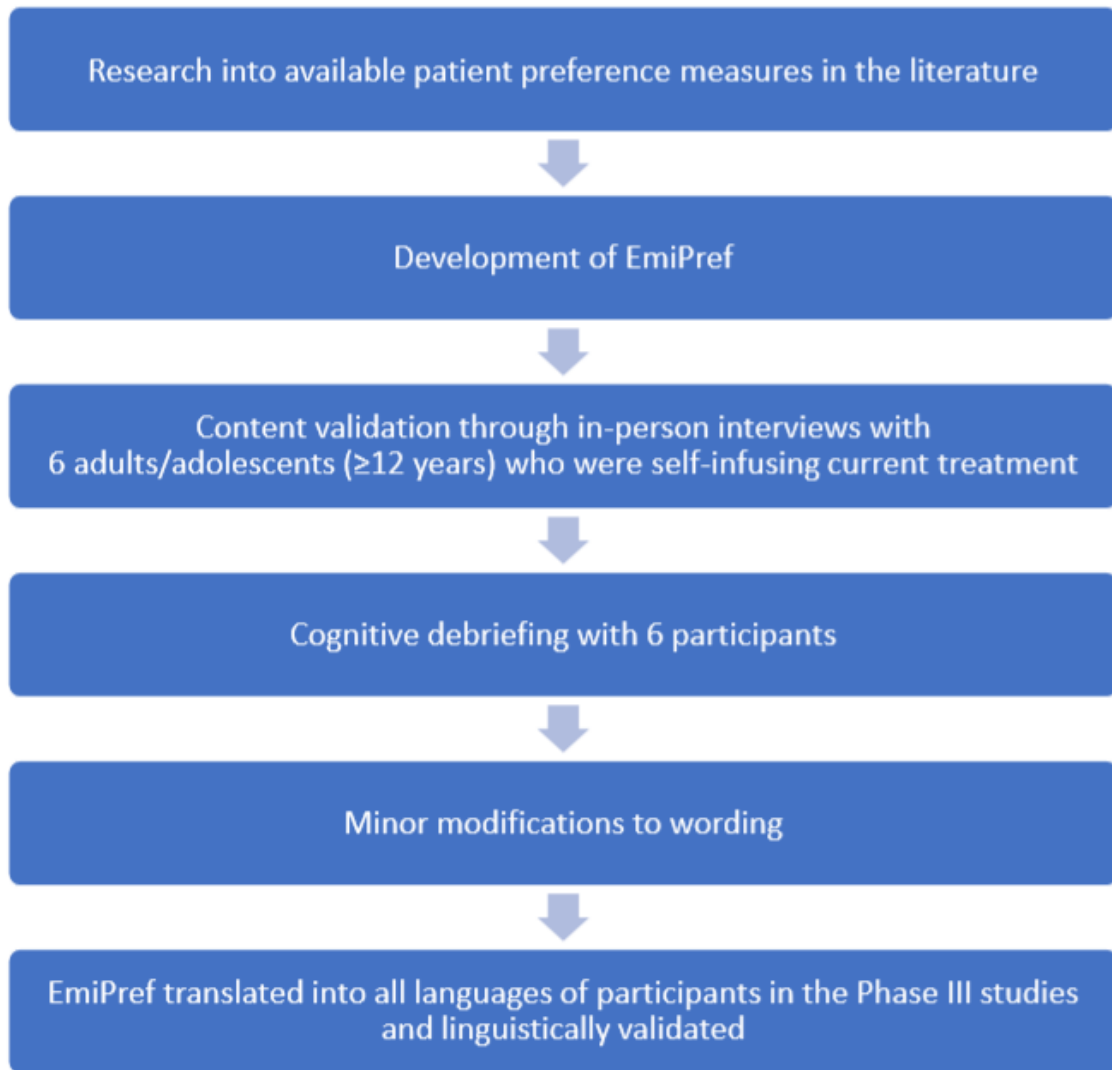 Research into available patient preference measures in the literature
Development of EmiPref
Content validation through in-person interviews with
6 adults/adolescents (≥12 years) who were self-infusing current treatment
Cognitive debriefing with 6 participants
Minor modifications to wording
EmiPref translated into all languages of participants in the Phase III studies
and linguistically validated